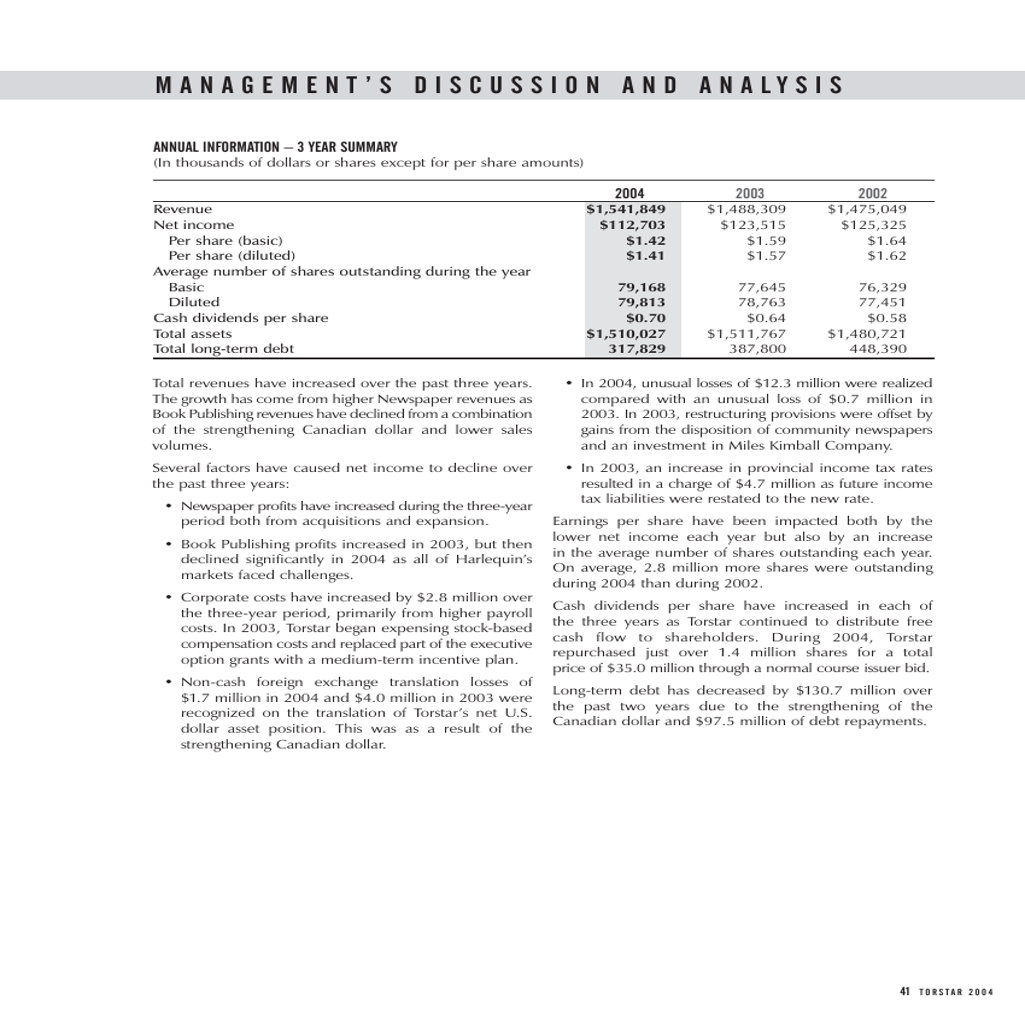 MANAGEMENT'S DISCUSSION AND ANALYSIS
ANNUAL INFORMATION — 3 YEAR SUMMARY
(In thousands of dollars or shares except for per share amounts)
2004 2003 2002
Revenue $1,541,849 $1,488,309 $1,475,049
Net income $112,703 $123,515 $125,325
Per share (basic) $1.42 $1.59 $1.64
Per share (diluted) $1.41 $1.57 $1.62
Average number of shares outstanding during the year
Basic 79,168 77,645 76,329
Diluted 79,813 78,763 77,451
Cash dividends per share $0.70 $0.64 $0.58
Total assets $1,510,027 $1,511,767 $1,480,721
Total long-term debt 317,829 387,800 448,390
Total revenues have increased over the past three years.
The growth has come from higher Newspaper revenues as
Book Publishing revenues have declined from a combination
of the strengthening Canadian dollar and lower sales
volumes.
Several factors have caused net income to decline over
the past three years:
• Newspaper profits have increased during the three-year
period both from acquisitions and expansion.
• Book Publishing profits increased in 2003, but then
declined significantly in 2004 as all of Harlequin's
markets faced challenges.
• Corporate costs have increased by $2.8 million over
the three-year period, primarily from higher payroll
costs. In 2003, Torstar began expensing stock-based
compensation costs and replaced part of the executive
option grants with a medium-term incentive plan.
• Non-cash foreign exchange translation losses of
$1.7 million in 2004 and $4.0 million in 2003 were
recognized on the translation of Torstar's net U.S.
dollar asset position. This was as a result of the
strengthening Canadian dollar.
• In 2004, unusual losses of $12.3 million were realized
compared with an unusual loss of $0.7 million in
2003. In 2003, restructuring provisions were offset by
gains from the disposition of community newspapers
and an investment in Miles Kimball Company.
• In 2003, an increase in provincial income tax rates
resulted in a charge of $4.7 million as future income
tax liabilities were restated to the new rate.
Earnings per share have been impacted both by the
lower net income each year but also by an increase
in the average number of shares outstanding each year.
On average, 2.8 million more shares were outstanding
during 2004 than during 2002.
Cash dividends per share have increased in each of
the three years as Torstar continued to distribute free
cash flow to shareholders. During 2004, Torstar
repurchased just over 1.4 million shares for a total
price of $35.0 million through a normal course issuer bid.
Long-term debt has decreased by $130.7 million over
the past two years due to the strengthening of the
Canadian dollar and $97.5 million of debt repayments.
41 TORSTAR 2004